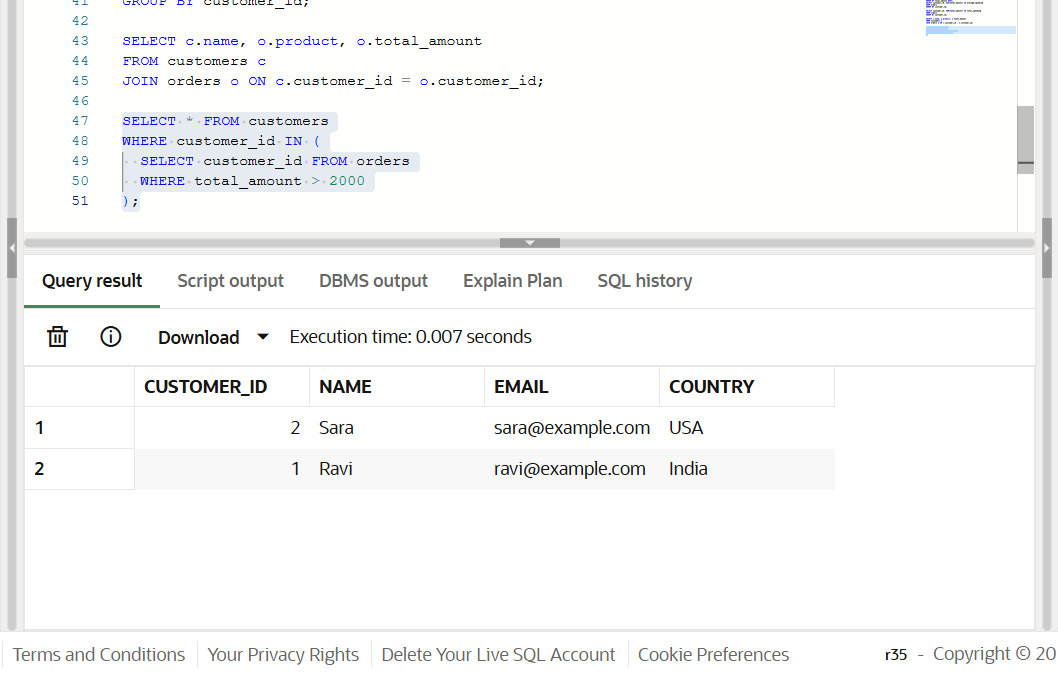 41 GROUP BY customer_id;
42
43 SELECT c.name, o.product, o.total_amount
44 FROM customers c
45 JOIN orders o ON c.customer_id = o.customer_id;
46
47 SELECT * FROM customers
48 WHERE customer_id IN (
49 SELECT customer_id FROM orders
50 WHERE total_amount > 2000
51 );
Query result Script output DBMS output Explain Plan SQL history
Download Execution time: 0.007 seconds
CUSTOMER_ID NAME EMAIL COUNTRY
1 2 Sara sara@example.com USA
2 1 Ravi ravi@example.com India
Terms and Conditions Your Privacy Rights Delete Your Live SQL Account Cookie Preferences r35 - Copyright © 20